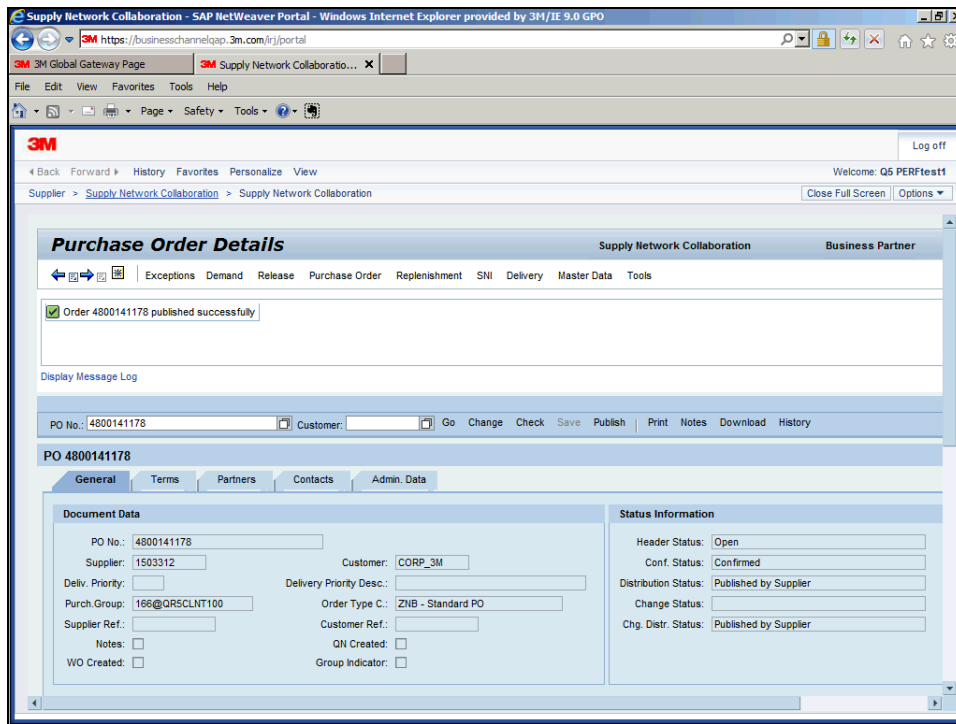 Supply Network Collaboration - SAP NetWeaver Portal - Windows Internet Explorer provided by 3M/IE 9.0 GPO
3M https://businesschannelqap.3m.com/irj/portal
3M 3M Global Gateway Page 3M Supply Network Collaboratio... X
File Edit View Favorites Tools Help
Page Safety Tools
3M Log off
Back Forward History Favorites Personalize View Welcome: Q5 PERFtest1
Supplier > Supply Network Collaboration > Supply Network Collaboration Close Full Screen Options
Purchase Order Details Supply Network Collaboration Business Partner
Exceptions Demand Release Purchase Order Replenishment SNI Delivery Master Data Tools
Order 4800141178 published successfully
Display Message Log
PO No.: 4800141178 Customer: Go Change Check Save Publish | Print Notes Download History
PO 4800141178
General Terms Partners Contacts Admin. Data
Document Data Status Information
PO No.: 4800141178 Header Status: Open
Supplier: 1503312 Customer: CORP_3M Conf. Status: Confirmed
Deliv. Priority: Delivery Priority Desc.: Distribution Status: Published by Supplier
Purch.Group: 166@QR5CLNT100 Order Type C.: ZNB - Standard PO Change Status:
Supplier Ref.: Customer Ref.: Chg. Distr. Status: Published by Supplier
Notes: QN Created:
WO Created: Group Indicator: